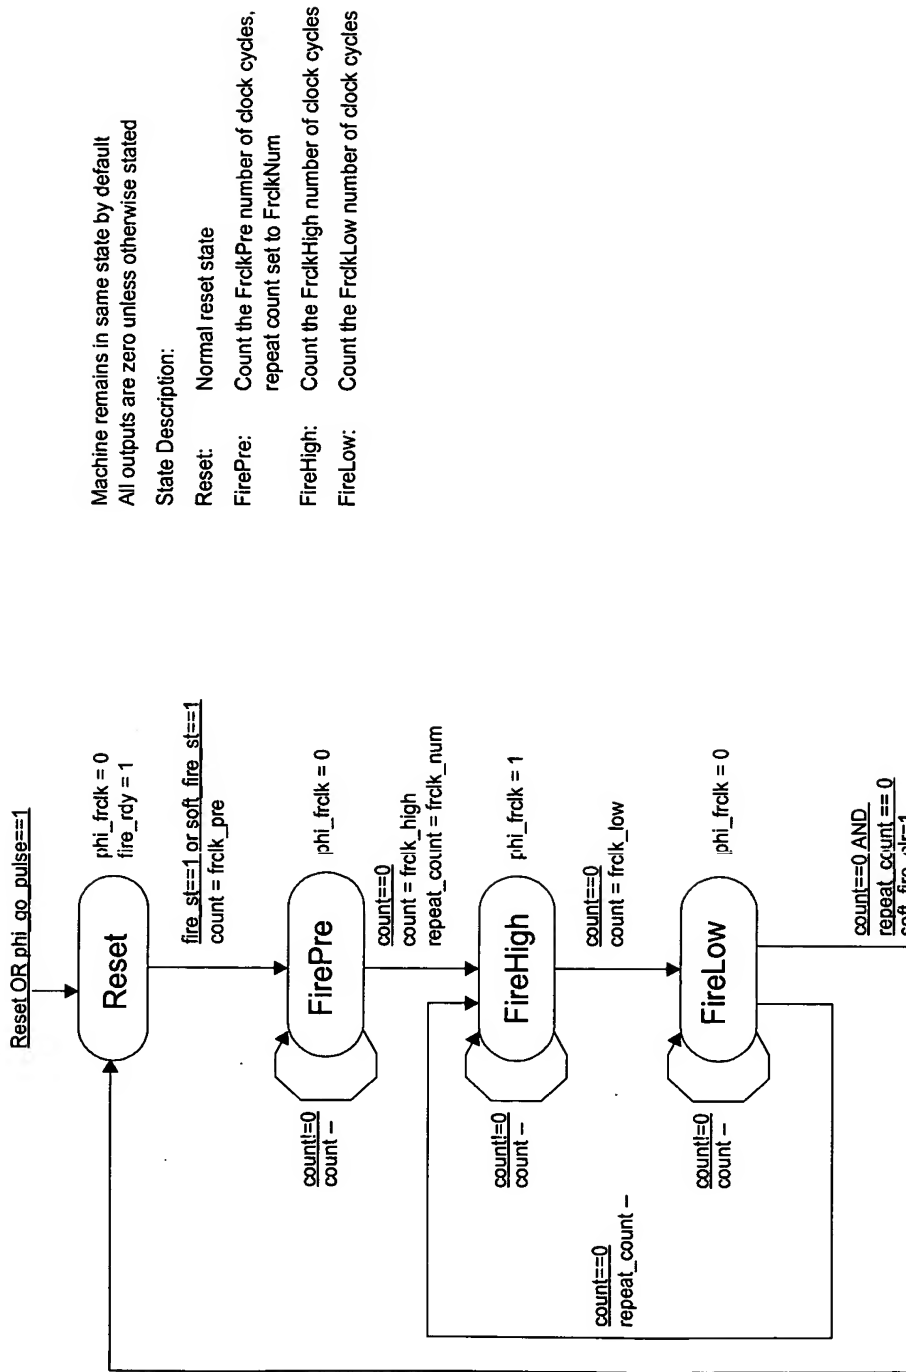 Reset OR phi_go_pulse==1
Reset
phi_frclk = 0
fire_rdy = 1
fire_st==1 or soft_fire_st==1
count = frclk_pre
FirePre
phi_frclk = 0
count!=0
count –
count==0
count = frclk_high
repeat_count = frclk_num
FireHigh
phi_frclk = 1
count!=0
count –
count==0
count = frclk_low
FireLow
phi_frclk = 0
count!=0
count –
count==0
repeat_count –
count==0 AND
repeat_count == 0
soft_fire_clr=1
Machine remains in same state by default
All outputs are zero unless otherwise stated
State Description:
Reset: Normal reset state
FirePre: Count the FrclkPre number of clock cycles,
repeat count set to FrclkNum
FireHigh: Count the FrclkHigh number of clock cycles
FireLow: Count the FrclkLow number of clock cycles